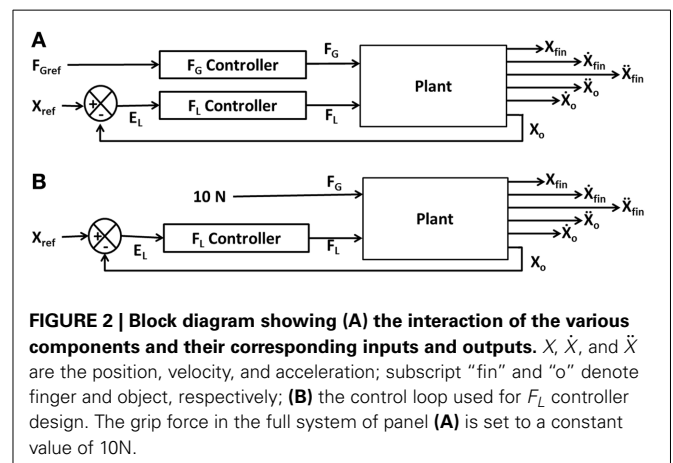 A
F_Gref
F_G Controller
F_G
X_ref
+
-
E_L
F_L Controller
F_L
Plant
X_fin
Ẋ_fin
Ẍ_fin
Ẍ_o
Ẋ_o
X_o
B
10 N
F_G
X_ref
+
-
E_L
F_L Controller
F_L
Plant
X_fin
Ẋ_fin
Ẍ_fin
Ẍ_o
Ẋ_o
X_o
FIGURE 2 | Block diagram showing (A) the interaction of the various
components and their corresponding inputs and outputs. X, Ẋ, and Ẍ
are the position, velocity, and acceleration; subscript “fin” and “o” denote
finger and object, respectively; (B) the control loop used for F_L controller
design. The grip force in the full system of panel (A) is set to a constant
value of 10N.